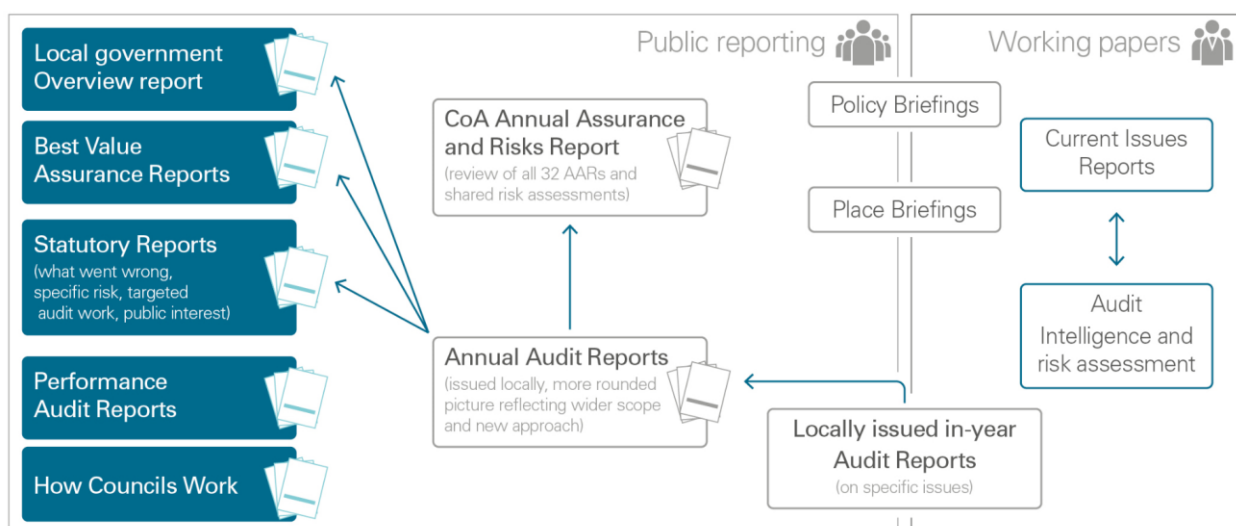 Public reporting
Working papers
Local government
Overview report
Best Value
Assurance Reports
Statutory Reports
(what went wrong,
specific risk, targeted
audit work, public interest)
Performance
Audit Reports
How Councils Work
CoA Annual Assurance
and Risks Report
(review of all 32 AARs and
shared risk assessments)
Annual Audit Reports
(issued locally, more rounded
picture reflecting wider scope
and new approach)
Policy Briefings
Place Briefings
Locally issued in-year
Audit Reports
(on specific issues)
Current Issues
Reports
Audit
Intelligence and
risk assessment